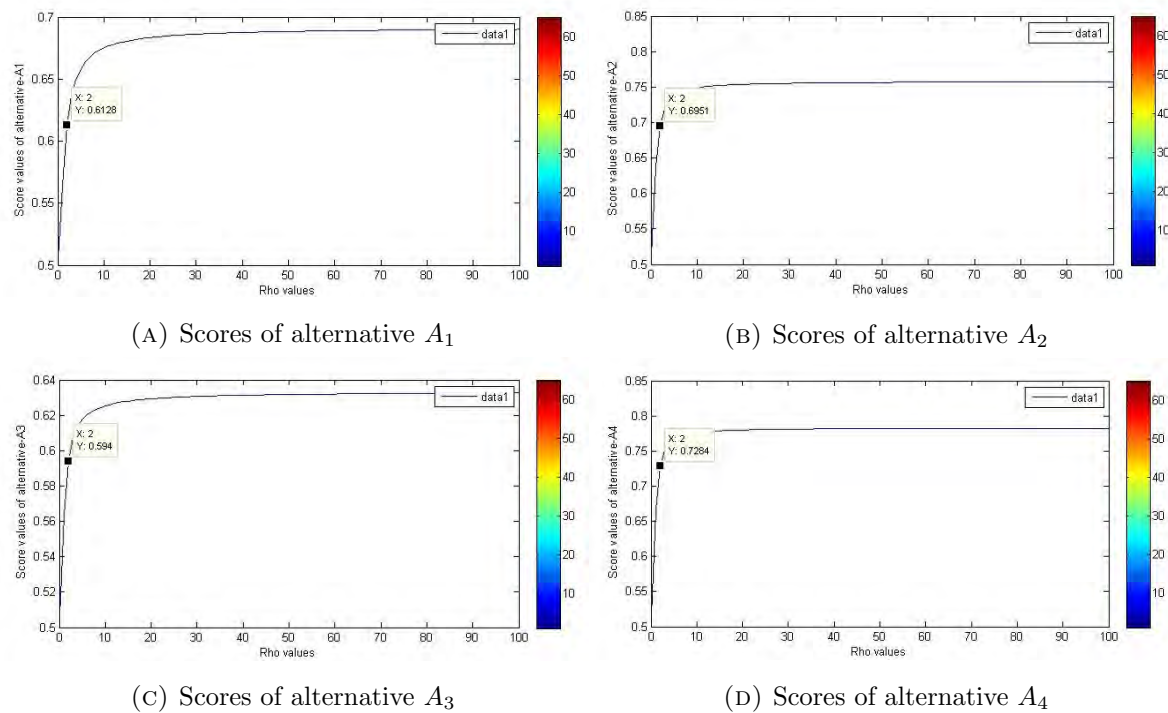 0.7
0.65
0.6
0.55
0.5
Score values of alternative-A1
X: 2
Y: 0.6128
data1
0 10 20 30 40 50 60 70 80 90 100
Rho values
60
50
40
30
20
10
(A) Scores of alternative A₁
0.85
0.8
0.75
0.7
0.65
0.6
0.55
0.5
Score values of alternative-A2
X: 2
Y: 0.6951
data1
0 10 20 30 40 50 60 70 80 90 100
Rho values
60
50
40
30
20
10
(B) Scores of alternative A₂
0.64
0.62
0.6
0.58
0.56
0.54
0.52
0.5
Score values of alternative-A3
X: 2
Y: 0.594
data1
0 10 20 30 40 50 60 70 80 90 100
Rho values
60
50
40
30
20
10
(C) Scores of alternative A₃
0.85
0.8
0.75
0.7
0.65
0.6
0.55
0.5
Score values of alternative-A4
X: 2
Y: 0.7284
data1
0 10 20 30 40 50 60 70 80 90 100
Rho values
60
50
40
30
20
10
(D) Scores of alternative A₄